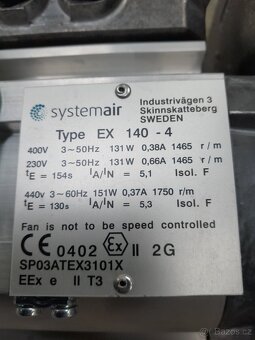 systemair
Industrivägen 3
Skinnskatteberg
SWEDEN
Type EX 140 - 4
400V 3~50Hz 131W 0,38A 1465 r/m
230V 3~50Hz 131W 0,66A 1465 r/m
tE = 154s IA/IN = 5,1 Isol. F
440v 3~60Hz 151W 0,37A 1750 r/m
tE = 130s IA/IN = 5,3 Isol. F
Fan is not to be speed controlled
CE 0402 Ex II 2G
SP03ATEX3101X
EEx e II T3